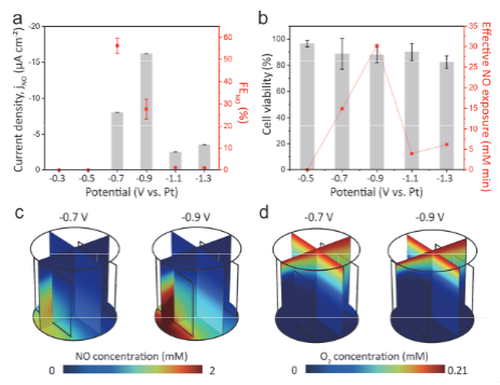 a
b
Current density, jNO (µA cm⁻²)
-20
-15
-10
-5
0
60
50
40
30
20
10
0
FENO (%)
-0.3 -0.5 -0.7 -0.9 -1.1 -1.3
Potential (V vs. Pt)
Cell viability (%)
100
80
60
40
20
0
35
30
25
20
15
10
5
0
Effective NO exposure (mM min)
-0.5 -0.7 -0.9 -1.1 -1.3
Potential (V vs. Pt)
c
-0.7 V -0.9 V
d
-0.7 V -0.9 V
0 2
NO concentration (mM)
0 0.21
O₂ concentration (mM)